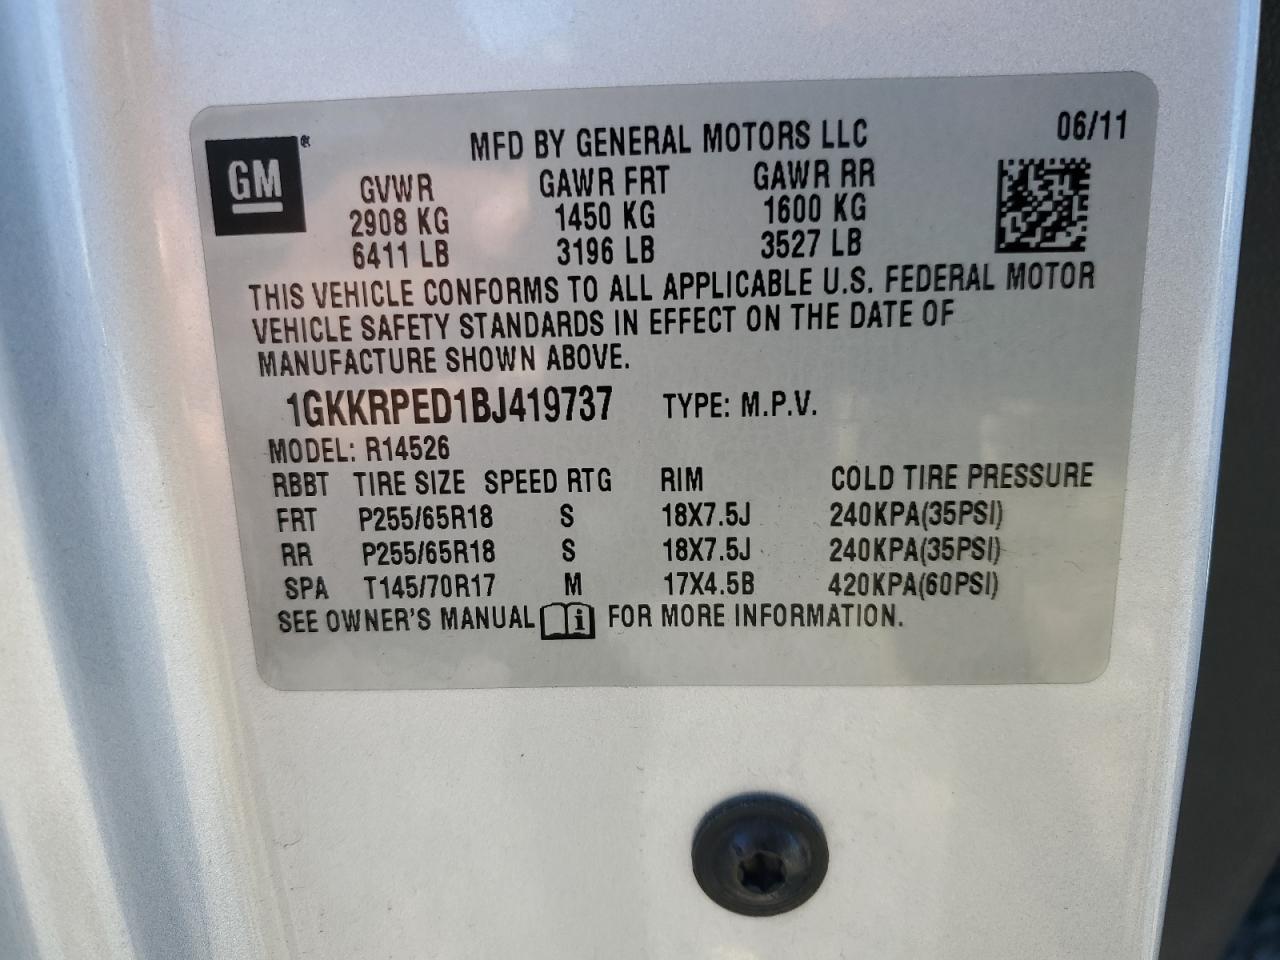 MFD BY GENERAL MOTORS LLC 06/11
GM ®
GVWR GAWR FRT GAWR RR
2908 KG 1450 KG 1600 KG
6411 LB 3196 LB 3527 LB
THIS VEHICLE CONFORMS TO ALL APPLICABLE U.S. FEDERAL MOTOR
VEHICLE SAFETY STANDARDS IN EFFECT ON THE DATE OF
MANUFACTURE SHOWN ABOVE.
1GKKRPED1BJ419737 TYPE: M.P.V.
MODEL: R14526
RBBT TIRE SIZE SPEED RTG RIM COLD TIRE PRESSURE
FRT P255/65R18 S 18X7.5J 240KPA(35PSI)
RR P255/65R18 S 18X7.5J 240KPA(35PSI)
SPA T145/70R17 M 17X4.5B 420KPA(60PSI)
SEE OWNER'S MANUAL i FOR MORE INFORMATION.